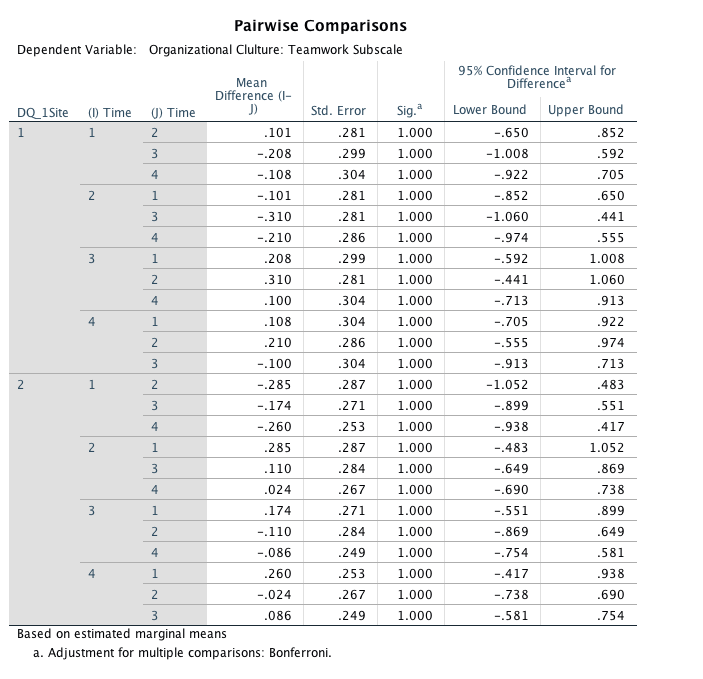 Pairwise Comparisons
Dependent Variable: Organizational Clulture: Teamwork Subscale
95% Confidence Interval for
Difference a
Mean
Difference (I-
J)
DQ_1Site (I) Time (J) Time Std. Error Sig.a Lower Bound Upper Bound
1 1 2 .101 .281 1.000 -.650 .852
3 -.208 .299 1.000 -1.008 .592
4 -.108 .304 1.000 -.922 .705
2 1 -.101 .281 1.000 -.852 .650
3 -.310 .281 1.000 -1.060 .441
4 -.210 .286 1.000 -.974 .555
3 1 .208 .299 1.000 -.592 1.008
2 .310 .281 1.000 -.441 1.060
4 .100 .304 1.000 -.713 .913
4 1 .108 .304 1.000 -.705 .922
2 .210 .286 1.000 -.555 .974
3 -.100 .304 1.000 -.913 .713
2 1 2 -.285 .287 1.000 -1.052 .483
3 -.174 .271 1.000 -.899 .551
4 -.260 .253 1.000 -.938 .417
2 1 .285 .287 1.000 -.483 1.052
3 .110 .284 1.000 -.649 .869
4 .024 .267 1.000 -.690 .738
3 1 .174 .271 1.000 -.551 .899
2 -.110 .284 1.000 -.869 .649
4 -.086 .249 1.000 -.754 .581
4 1 .260 .253 1.000 -.417 .938
2 -.024 .267 1.000 -.738 .690
3 .086 .249 1.000 -.581 .754
Based on estimated marginal means
a. Adjustment for multiple comparisons: Bonferroni.